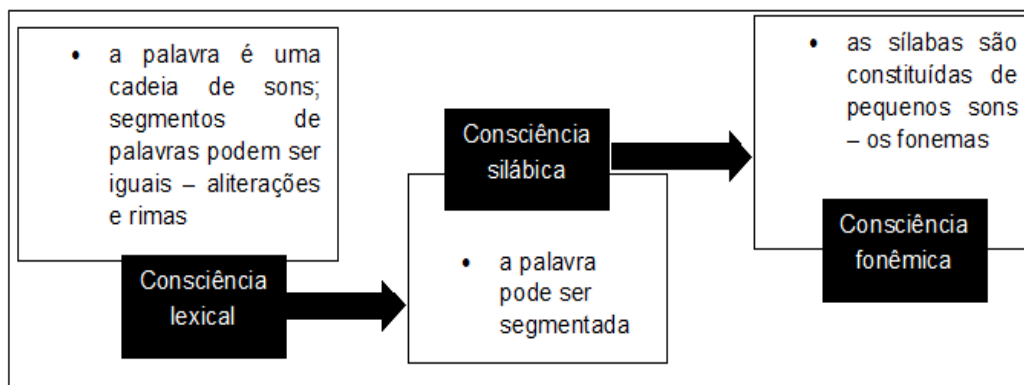 • a palavra é uma
cadeia de sons;
segmentos de
palavras podem ser
iguais – aliterações
e rimas
Consciência
lexical
Consciência
silábica
• a palavra
pode ser
segmentada
• as sílabas são
constituídas de
pequenos sons
– os fonemas
Consciência
fonêmica